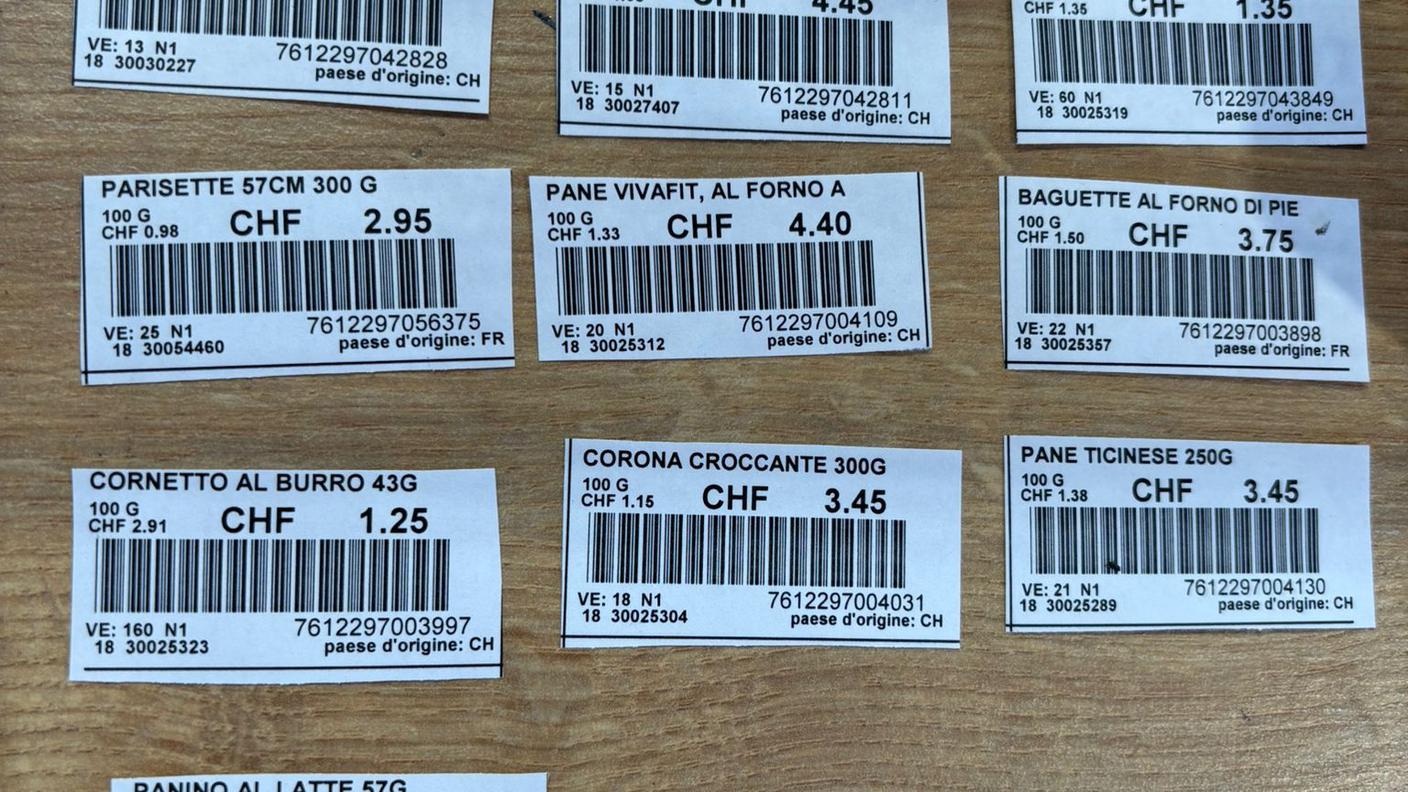 VE: 13 N1
7612297042828
18 30030227
paese d'origine: CH
CHF 4.45
VE: 15 N1
7612297042811
18 30027407
paese d'origine: CH
CHF 1.35 CHF 1.35
VE: 60 N1
7612297043849
18 30025319
paese d'origine: CH
PARISETTE 57CM 300 G
100 G
CHF 0.98 CHF 2.95
7612297056375
VE: 25 N1
18 30054460
paese d'origine: FR
PANE VIVAFIT, AL FORNO A
100 G
CHF 1.33 CHF 4.40
7612297004109
VE: 20 N1
18 30025312
paese d'origine: CH
BAGUETTE AL FORNO DI PIE
100 G
CHF 1.50 CHF 3.75
7612297003898
VE: 22 N1
18 30025357
paese d'origine: FR
CORNETTO AL BURRO 43G
100 G
CHF 2.91 CHF 1.25
7612297003997
VE: 160 N1
18 30025323
paese d'origine: CH
CORONA CROCCANTE 300G
100 G
CHF 1.15 CHF 3.45
7612297004031
VE: 18 N1
18 30025304
paese d'origine: CH
PANE TICINESE 250G
100 G
CHF 1.38 CHF 3.45
7612297004130
VE: 21 N1
18 30025289
paese d'origine: CH
PANINO AL LATTE 57G